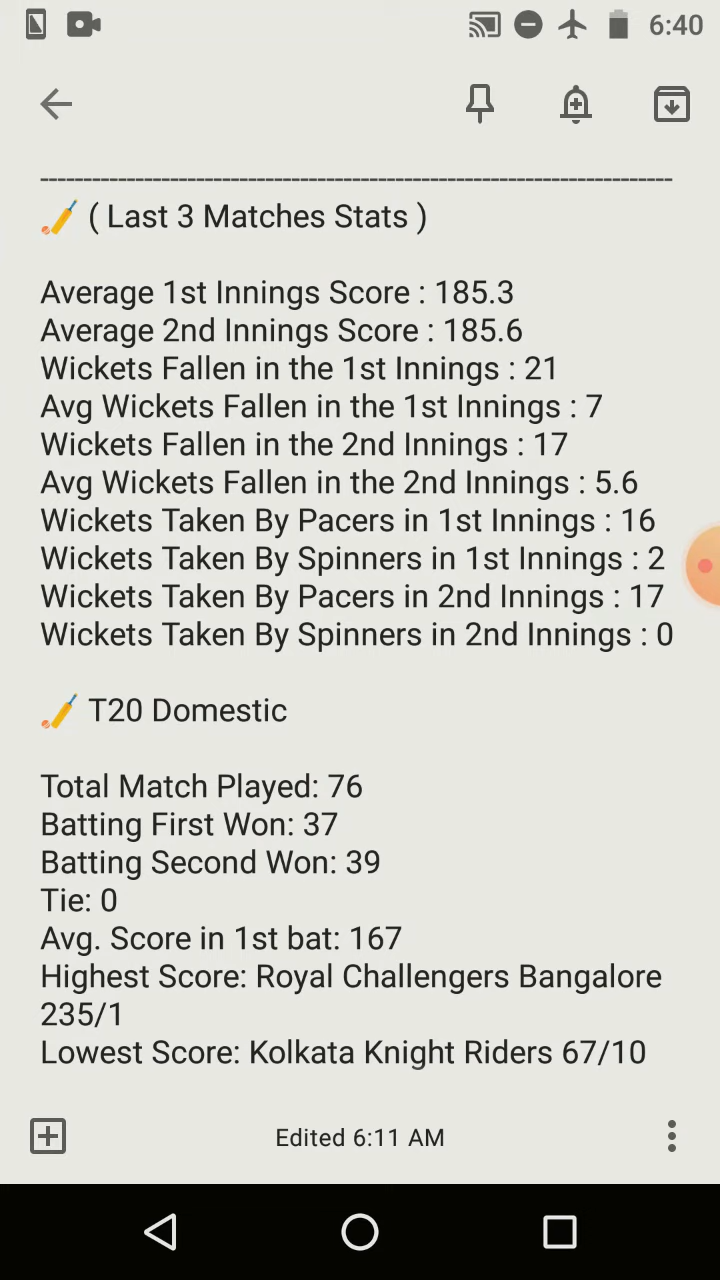 6:40
------------------------------------------------------------------------
( Last 3 Matches Stats )
Average 1st Innings Score : 185.3
Average 2nd Innings Score : 185.6
Wickets Fallen in the 1st Innings : 21
Avg Wickets Fallen in the 1st Innings : 7
Wickets Fallen in the 2nd Innings : 17
Avg Wickets Fallen in the 2nd Innings : 5.6
Wickets Taken By Pacers in 1st Innings : 16
Wickets Taken By Spinners in 1st Innings : 2
Wickets Taken By Pacers in 2nd Innings : 17
Wickets Taken By Spinners in 2nd Innings : 0
T20 Domestic
Total Match Played: 76
Batting First Won: 37
Batting Second Won: 39
Tie: 0
Avg. Score in 1st bat: 167
Highest Score: Royal Challengers Bangalore
235/1
Lowest Score: Kolkata Knight Riders 67/10
Edited 6:11 AM